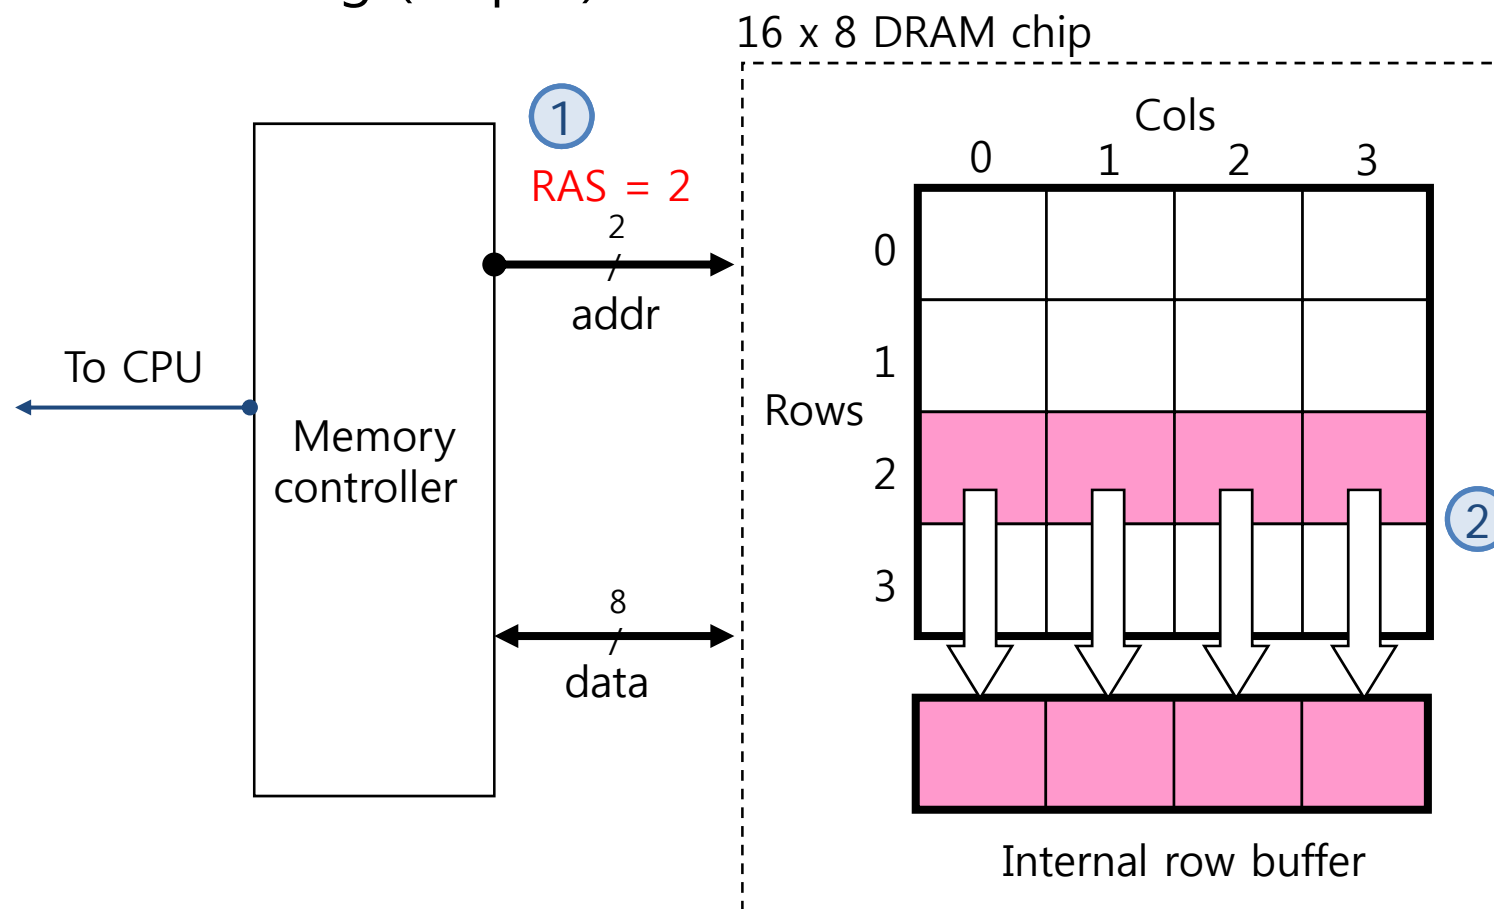 16 x 8 DRAM chip
1
RAS = 2
2
addr
To CPU
Memory
controller
8
data
Cols
0 1 2 3
Rows
0
1
2
3
2
Internal row buffer